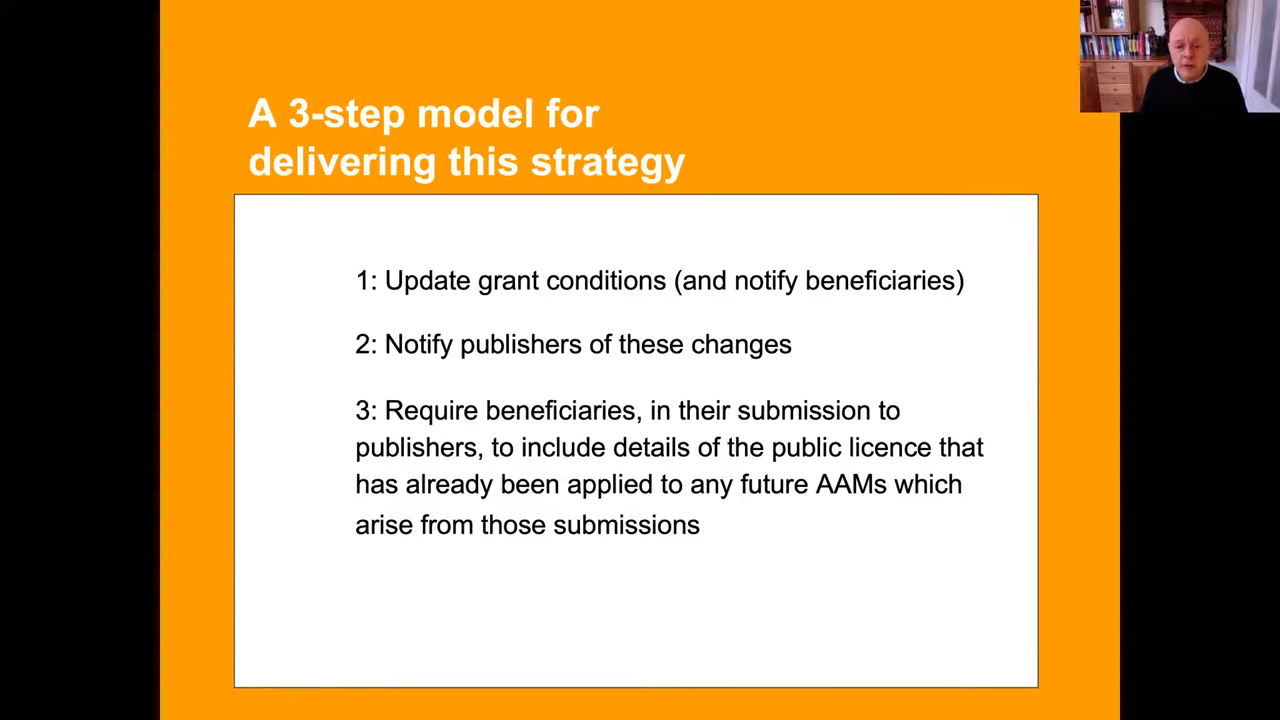 A 3-step model for
delivering this strategy
1: Update grant conditions (and notify beneficiaries)
2: Notify publishers of these changes
3: Require beneficiaries, in their submission to
publishers, to include details of the public licence that
has already been applied to any future AAMs which
arise from those submissions